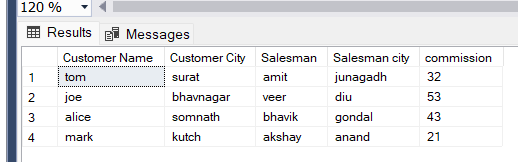 120 %
Results Messages
Customer Name Customer City Salesman Salesman city commission
1 tom surat amit junagadh 32
2 joe bhavnagar veer diu 53
3 alice somnath bhavik gondal 43
4 mark kutch akshay anand 21